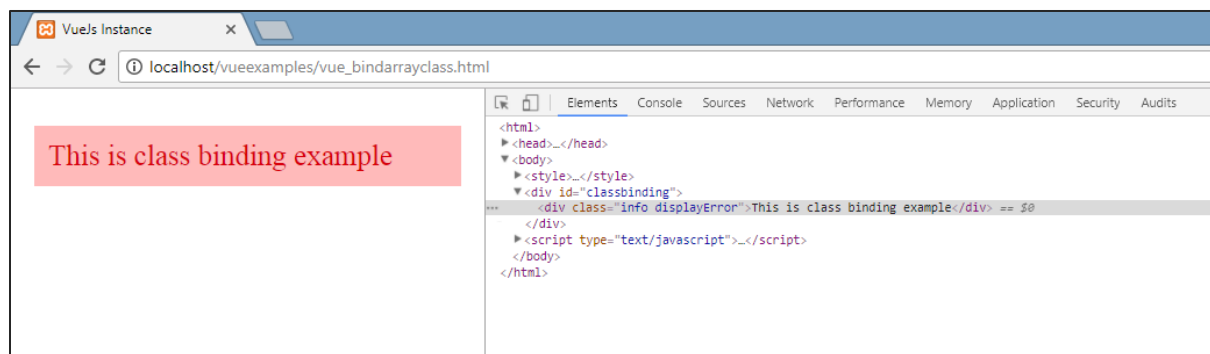 VueJs Instance
localhost/vueexamples/vue_bindarrayclass.html
Elements Console Sources Network Performance Memory Application Security Audits
This is class binding example
<html>
<head>…</head>
<body>
<style>…</style>
<div id="classbinding">
<div class="info displayError">This is class binding example</div> == $0
</div>
<script type="text/javascript">…</script>
</body>
</html>